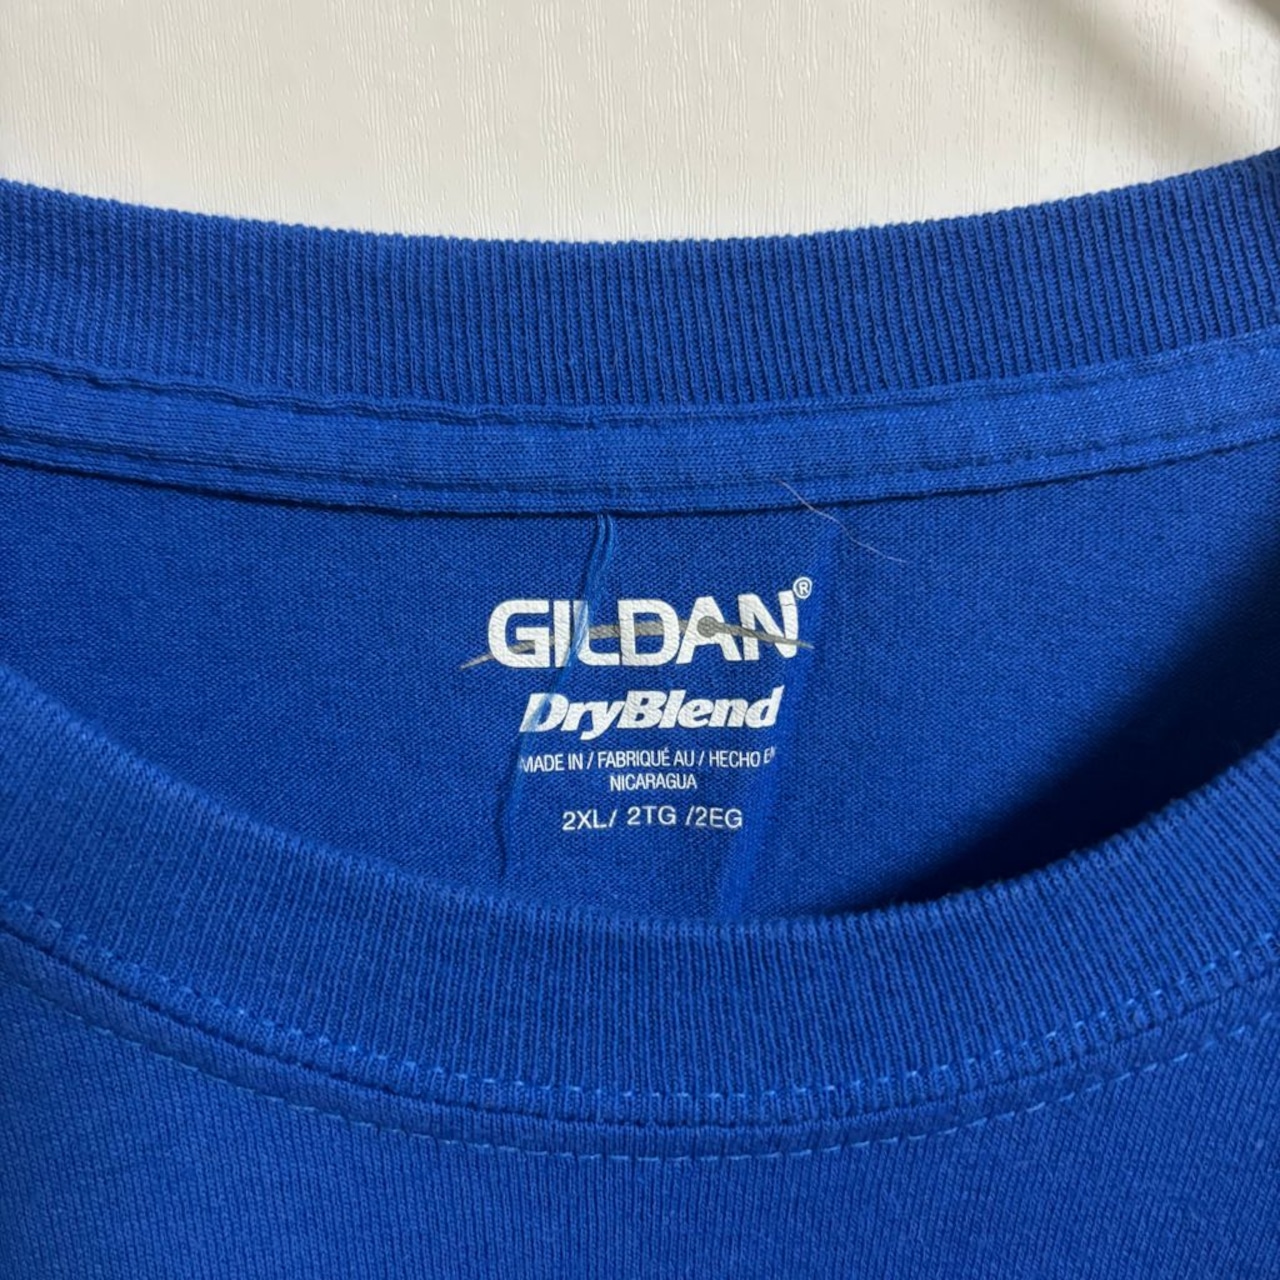 GILDAN®
DryBlend
MADE IN / FABRIQUÉ AU / HECHO EN
NICARAGUA
2XL/ 2TG /2EG